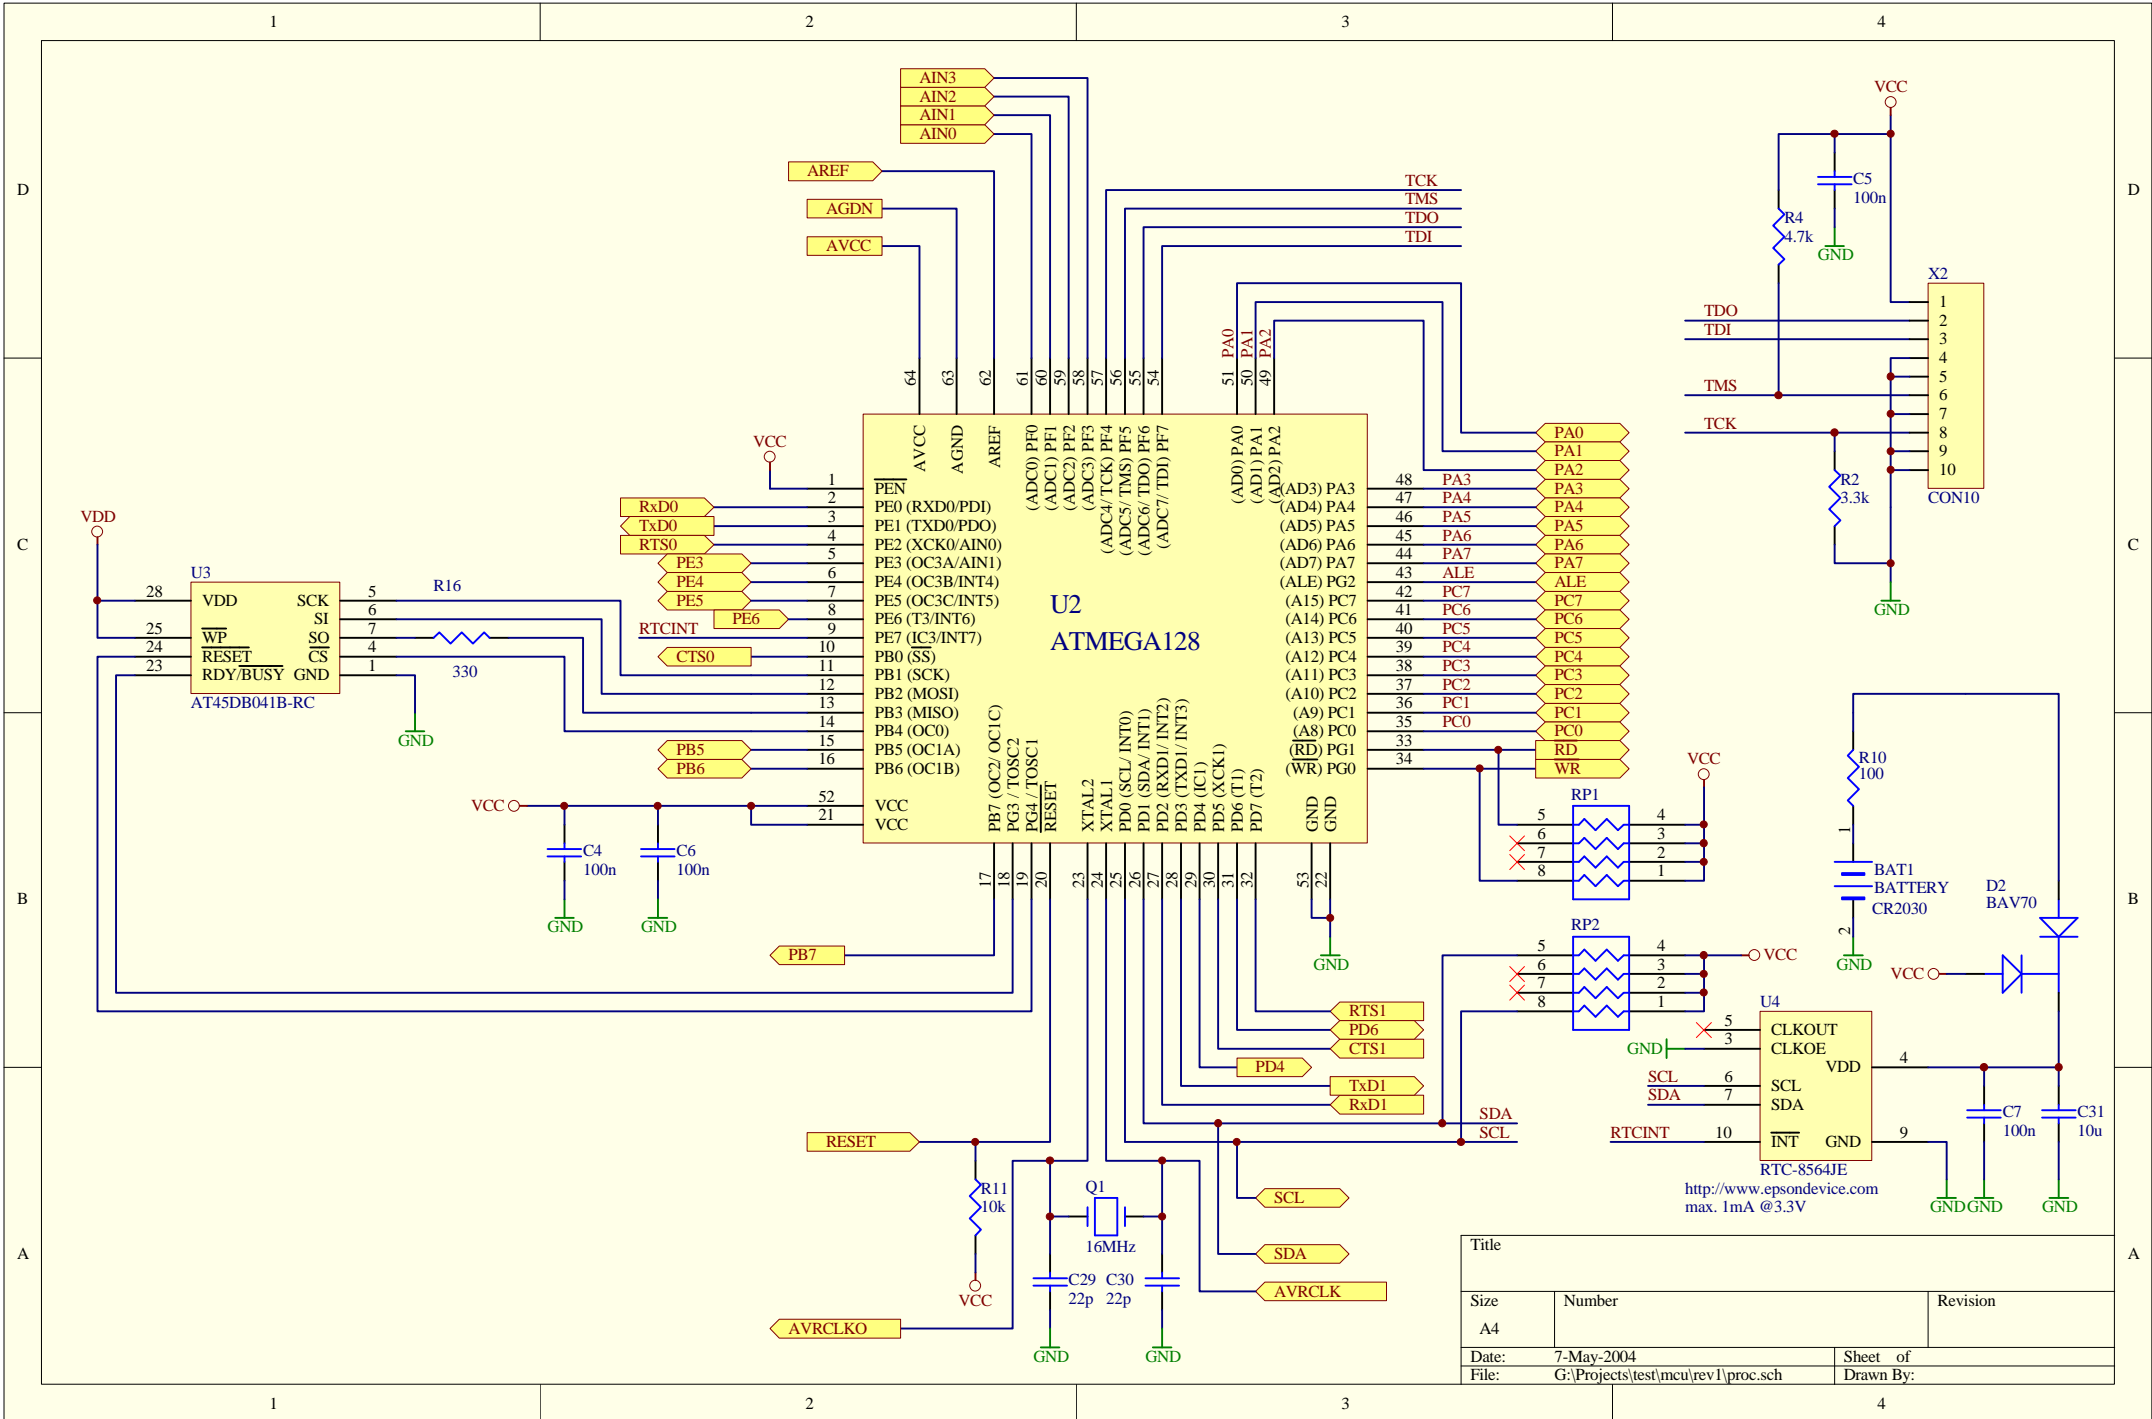 1 2 3 4
D D
C C
B B
A A
1 2 3 4
AIN3
AIN2
AIN1
AIN0
AREF
AGDN
AVCC
TCK
TMS
TDO
TDI
PA0
PA1
PA2
64
63
62
61
60
59
58
57
56
55
54
51
50
49
AVCC
AGND
AREF
(ADC0) PF0
(ADC1) PF1
(ADC2) PF2
(ADC3) PF3
(ADC4/ TCK) PF4
(ADC5/ TMS) PF5
(ADC6/ TDO) PF6
(ADC7/ TDI) PF7
(AD0) PA0
(AD1) PA1
(AD2) PA2
VCC
1 PEN
RxD0 2 PE0 (RXD0/PDI)
TxD0 3 PE1 (TXD0/PDO)
RTS0 4 PE2 (XCK0/AIN0)
PE3 5 PE3 (OC3A/AIN1)
PE4 6 PE4 (OC3B/INT4)
PE5 7 PE5 (OC3C/INT5)
PE6 8 PE6 (T3/INT6)
RTCINT 9 PE7 (IC3/INT7)
CTS0 10 PB0 (SS)
11 PB1 (SCK)
12 PB2 (MOSI)
13 PB3 (MISO)
14 PB4 (OC0)
PB5 15 PB5 (OC1A)
PB6 16 PB6 (OC1B)
VCC 52 VCC
21 VCC
U2
ATMEGA128
PA0
PA1
PA2
(AD3) PA3 48 PA3 PA3
(AD4) PA4 47 PA4 PA4
(AD5) PA5 46 PA5 PA5
(AD6) PA6 45 PA6 PA6
(AD7) PA7 44 PA7 PA7
(ALE) PG2 43 ALE ALE
(A15) PC7 42 PC7 PC7
(A14) PC6 41 PC6 PC6
(A13) PC5 40 PC5 PC5
(A12) PC4 39 PC4 PC4
(A11) PC3 38 PC3 PC3
(A10) PC2 37 PC2 PC2
(A9) PC1 36 PC1 PC1
(A8) PC0 35 PC0 PC0
(RD) PG1 33 RD
(WR) PG0 34 WR
PB7 (OC2/ OC1C)
PG3 / TOSC2
PG4 / TOSC1
RESET
XTAL2
XTAL1
PD0 (SCL/ INT0)
PD1 (SDA/ INT1)
PD2 (RXD1/ INT2)
PD3 (TXD1/ INT3)
PD4 (IC1)
PD5 (XCK1)
PD6 (T1)
PD7 (T2)
GND
GND
17
18
19
20
23
24
25
26
27
28
29
30
31
32
53
22
GND
VDD
U3
28 VDD SCK 5
SI 6
25 WP SO 7
24 RESET CS 4
23 RDY/BUSY GND 1
AT45DB041B-RC
R16
330
GND
C4
100n
GND
C6
100n
GND
PB7
RTS1
PD6
CTS1
PD4
TxD1
RxD1
SDA
SCL
RESET
R11
10k
VCC
Q1
16MHz
C29
22p
C30
22p
GND
GND
SCL
SDA
AVRCLK
AVRCLKO
VCC
C5
100n
GND
R4
4.7k
X2
1
TDO 2
TDI 3
4
5
TMS 6
7
TCK 8
9
10
CON10
R2
3.3k
GND
VCC
RP1
5 4
6 3
7 2
8 1
RP2
5 4 VCC
6 3
7 2
8 1
R10
100
1
BAT1
BATTERY
CR2030
2
GND
D2
BAV70
VCC
U4
5 CLKOUT
GND 3 CLKOE
VDD 4
SCL 6 SCL
SDA 7 SDA
RTCINT 10 INT GND 9
RTC-8564JE
http://www.epsondevice.com
max. 1mA @3.3V
C7
100n
C31
10u
GND GND GND
Title
Size Number Revision
A4
Date: 7-May-2004 Sheet of
File: G:\Projects\test\mcu\rev1\proc.sch Drawn By: